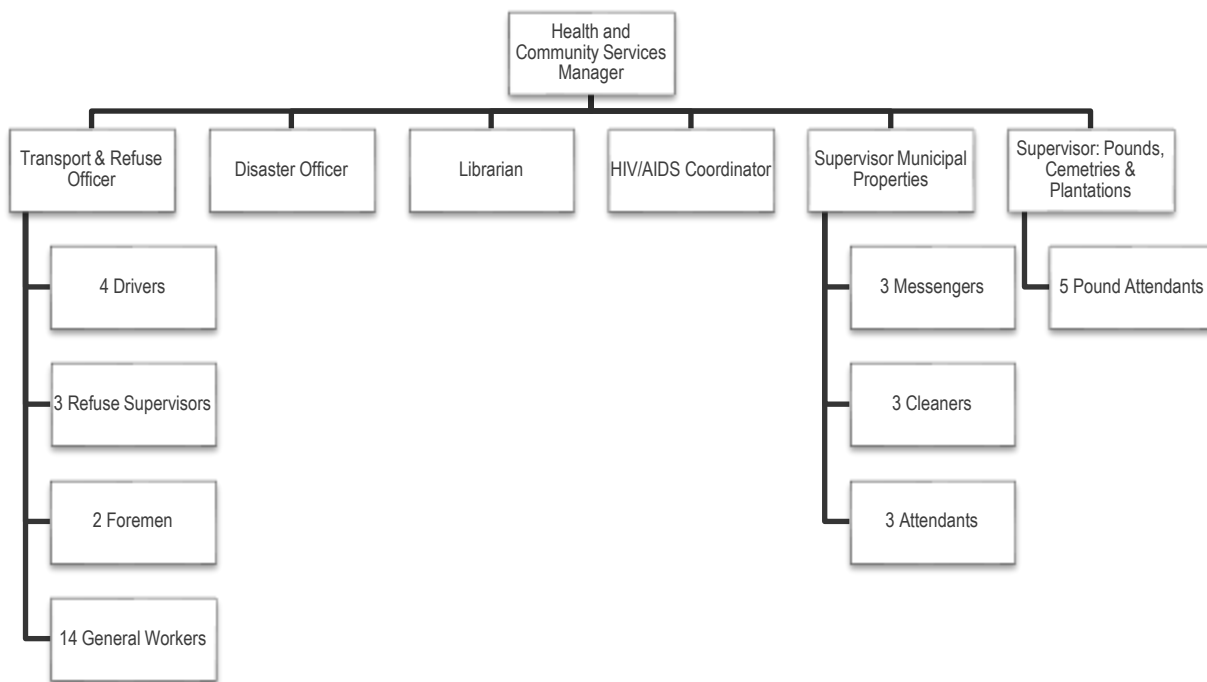 Health and
Community Services
Manager
Transport & Refuse
Officer
Disaster Officer
Librarian
HIV/AIDS Coordinator
Supervisor Municipal
Properties
Supervisor: Pounds,
Cemetries &
Plantations
4 Drivers
3 Messengers
5 Pound Attendants
3 Refuse Supervisors
3 Cleaners
2 Foremen
3 Attendants
14 General Workers